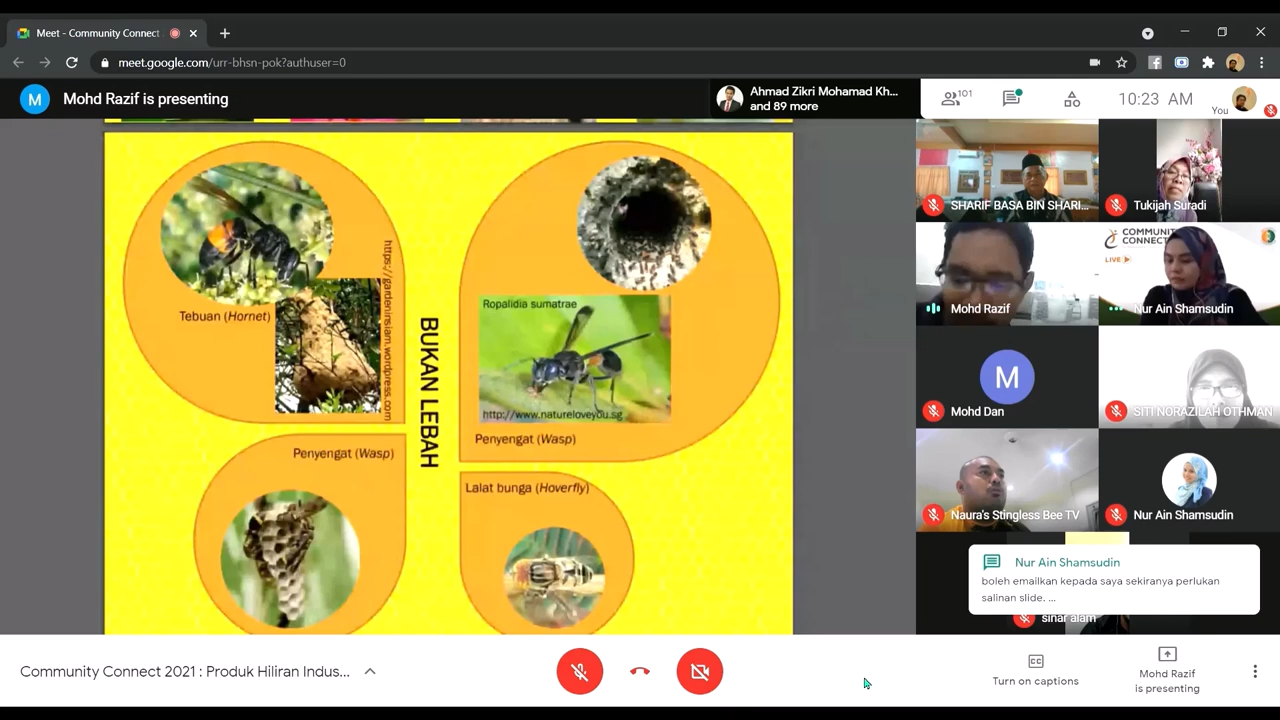 Meet - Community Connect
meet.google.com/urr-bhsn-pok?authuser=0
M
Mohd Razif is presenting
Ahmad Zikri Mohamad Kh...
and 89 more
101
10:23 AM
You
Tebuan (Hornet)
https://gardeninsiam.wordpress.com
BUKAN LEBAH
Ropalidia sumatrae
http://www.natureloveyou.sg
Penyengat (Wasp)
Penyengat (Wasp)
Lalat bunga (Hoverfly)
SHARIF BASA BIN SHARI...
Tukijah Suradi
Mohd Razif
COMMUNITY
CONNECT
LIVE
Nur Ain Shamsudin
M
Mohd Dan
SITI NORAZILAH OTHMAN
Naura's Stingless Bee TV
Nur Ain Shamsudin
Nur Ain Shamsudin
boleh emailkan kepada saya sekiranya perlukan
salinan slide. ...
sinar alam
Community Connect 2021 : Produk Hiliran Indus...
CC
Turn on captions
Mohd Razif
is presenting